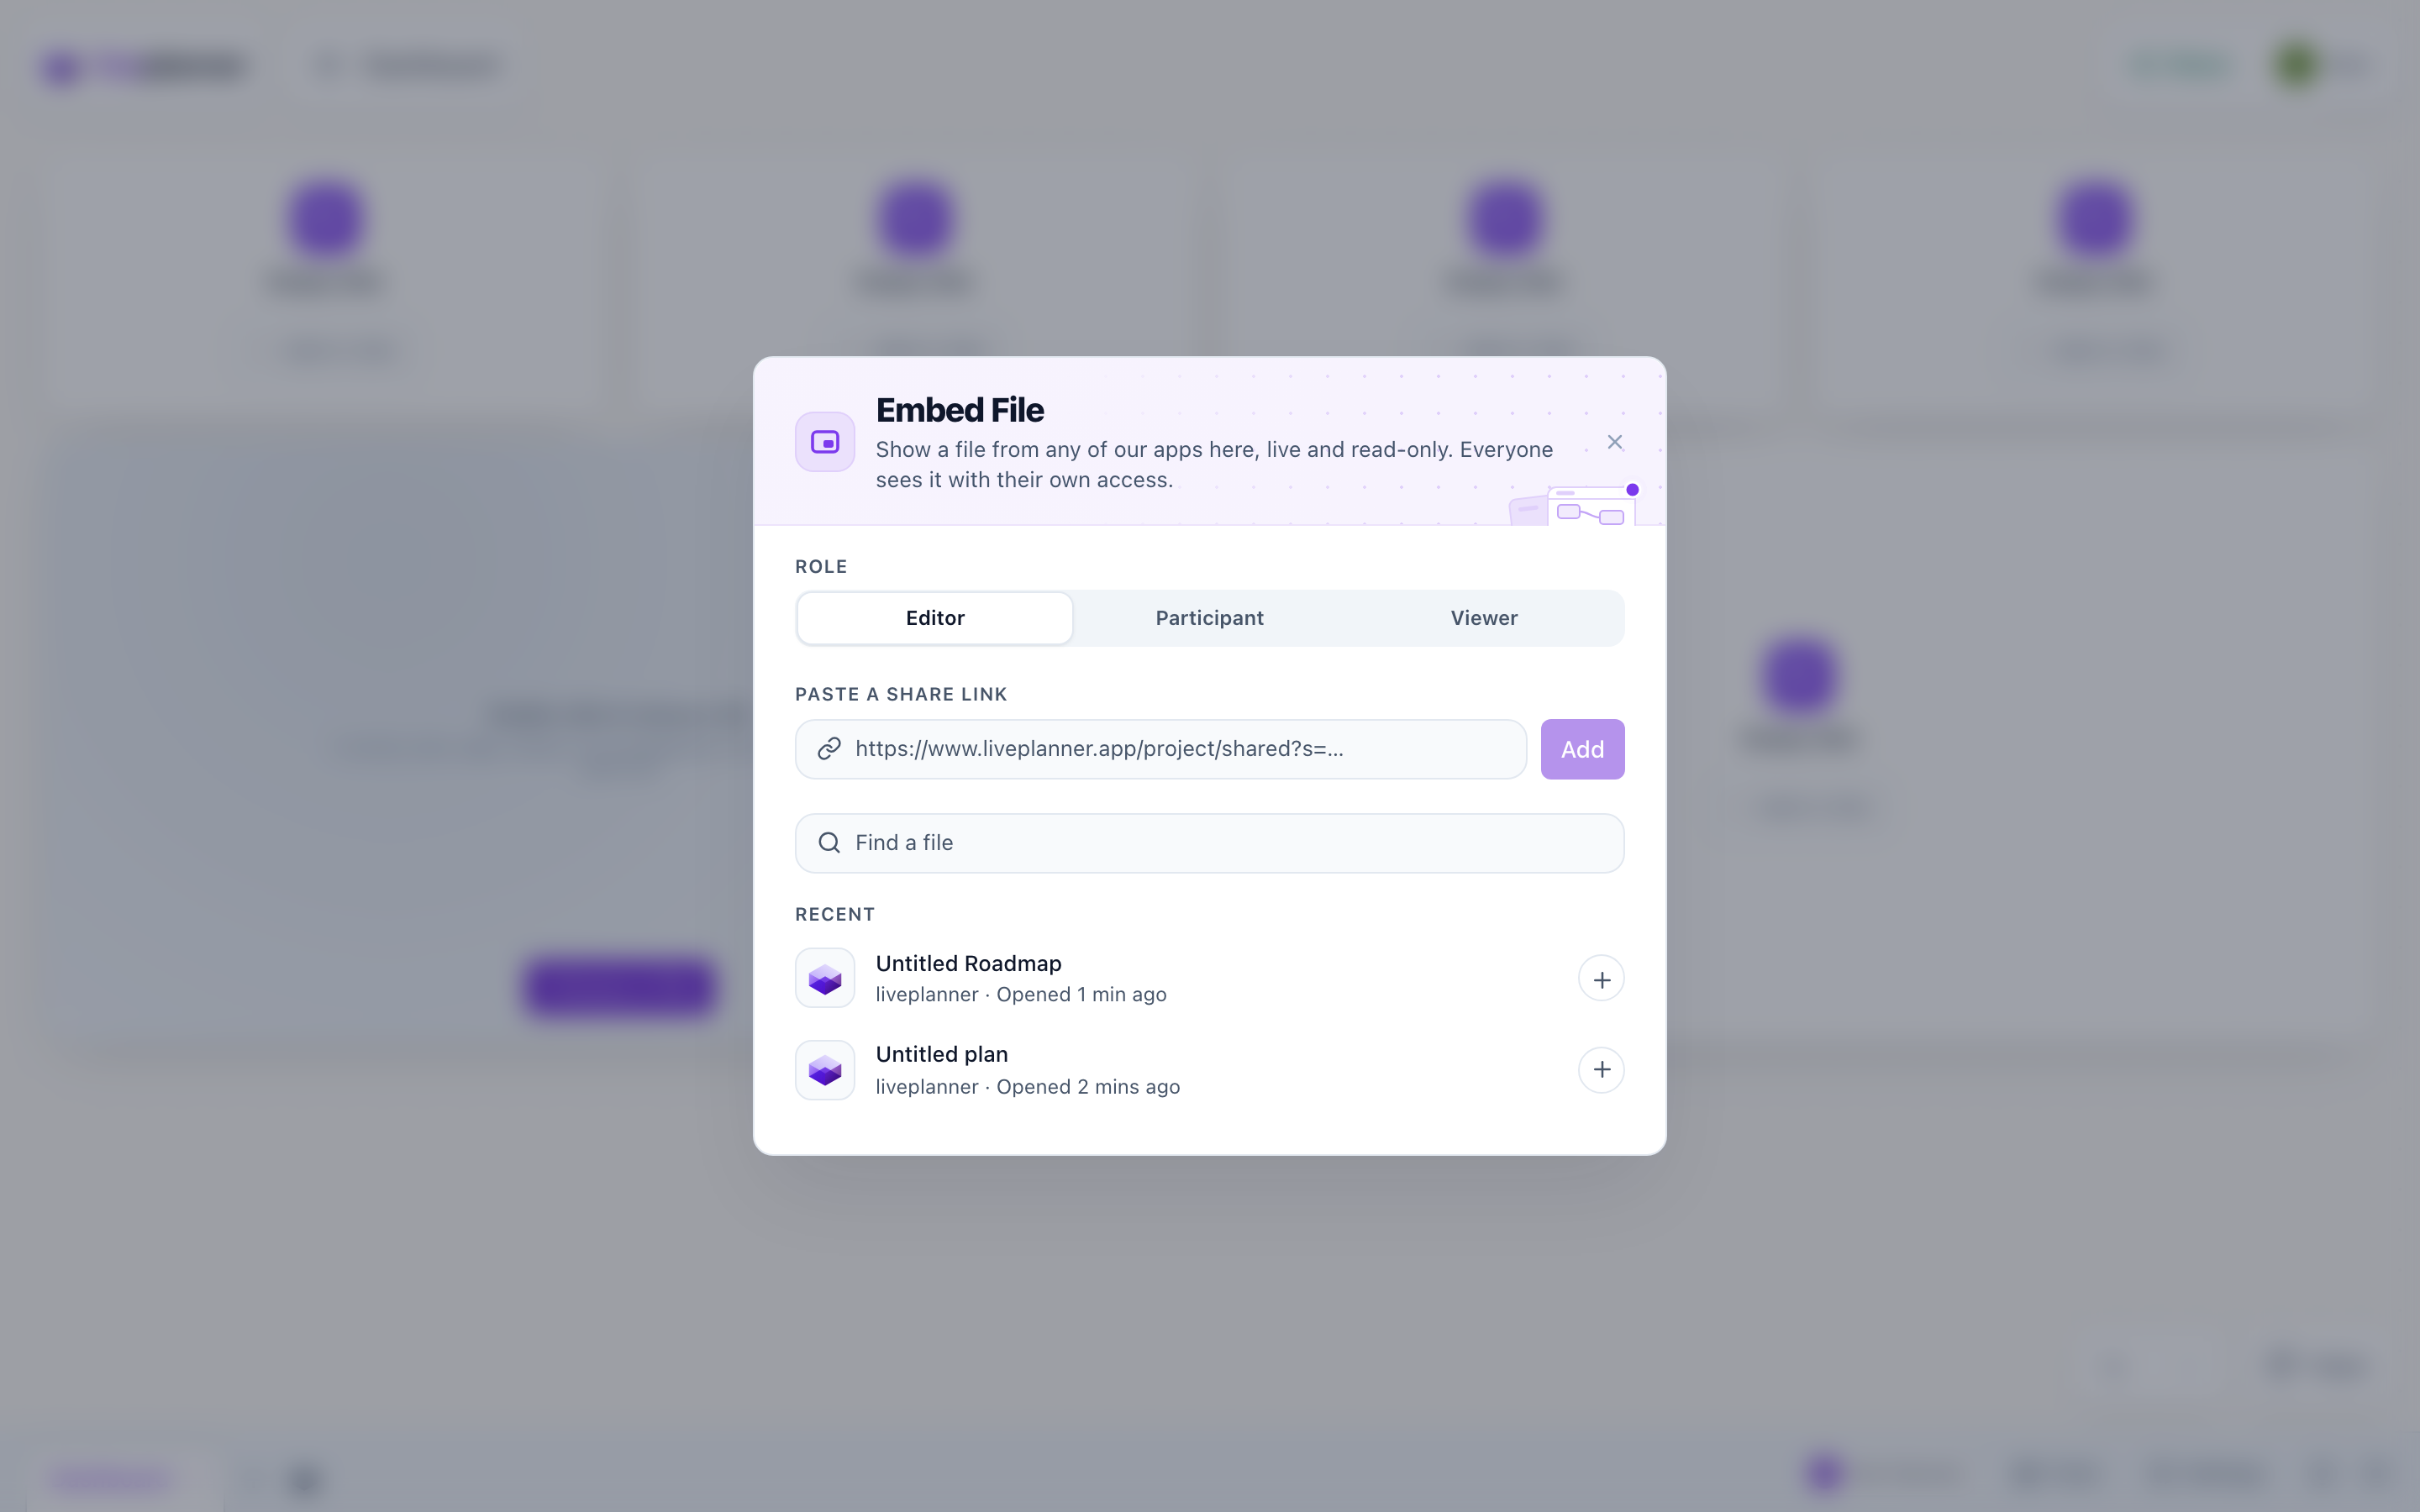 Embed File
Show a file from any of our apps here, live and read-only. Everyone
sees it with their own access.
ROLE
Editor
Participant
Viewer
PASTE A SHARE LINK
https://www.liveplanner.app/project/shared?s=...
Add
Find a file
RECENT
Untitled Roadmap
liveplanner · Opened 1 min ago
Untitled plan
liveplanner · Opened 2 mins ago